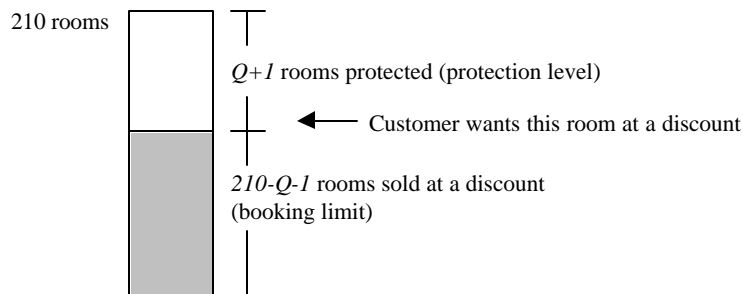 210 rooms
Q+1 rooms protected (protection level)
Customer wants this room at a discount
210-Q-1 rooms sold at a discount
(booking limit)